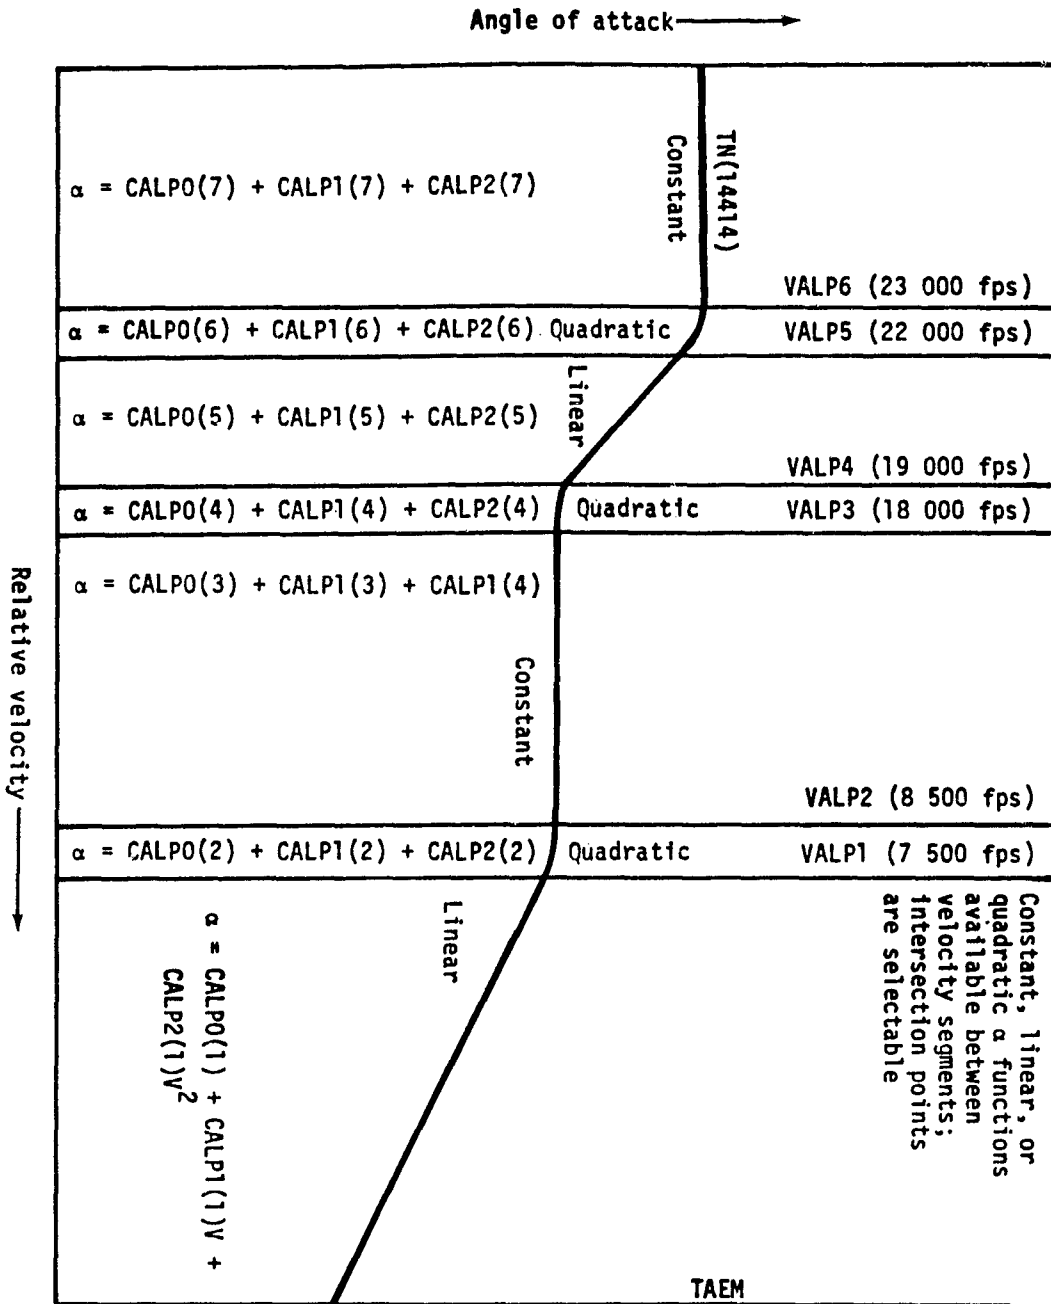 Angle of attack
TN(14414)
Constant
α = CALP0(7) + CALP1(7) + CALP2(7)
VALP6 (23 000 fps)
α = CALP0(6) + CALP1(6) + CALP2(6) Quadratic
VALP5 (22 000 fps)
Linear
α = CALP0(5) + CALP1(5) + CALP2(5)
VALP4 (19 000 fps)
α = CALP0(4) + CALP1(4) + CALP2(4) Quadratic
VALP3 (18 000 fps)
α = CALP0(3) + CALP1(3) + CALP1(4)
Constant
VALP2 (8 500 fps)
α = CALP0(2) + CALP1(2) + CALP2(2) Quadratic
VALP1 (7 500 fps)
Relative velocity
Linear
α = CALP0(1) + CALP1(1)V +
CALP2(1)V²
Constant, linear, or
quadratic α functions
available between
velocity segments;
intersection points
are selectable
TAEM